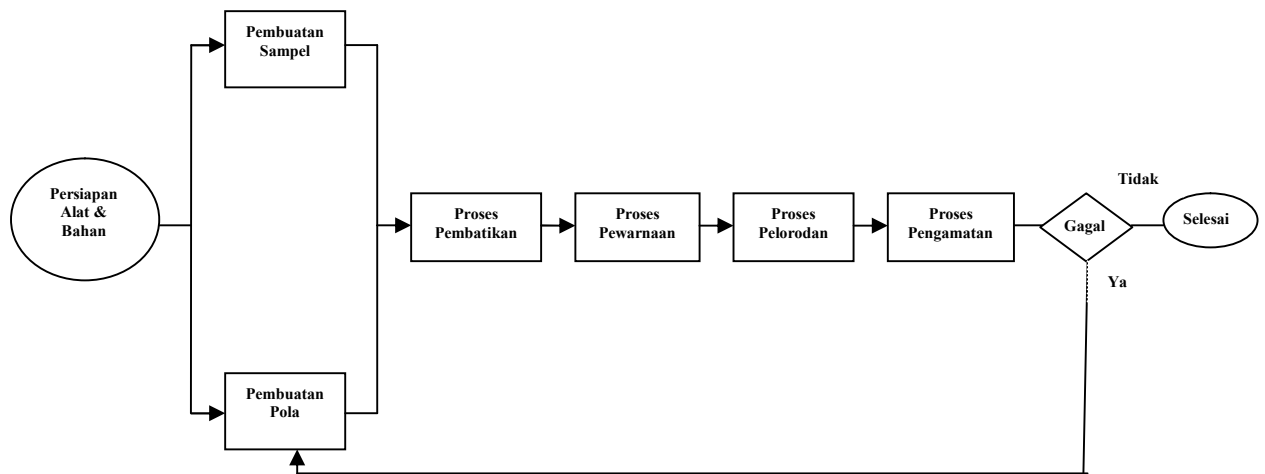 Pembuatan
Sampel
Persiapan
Alat &
Bahan
Pembuatan
Pola
Proses
Pembatikan
Proses
Pewarnaan
Proses
Pelorodan
Proses
Pengamatan
Gagal
Tidak
Selesai
Ya